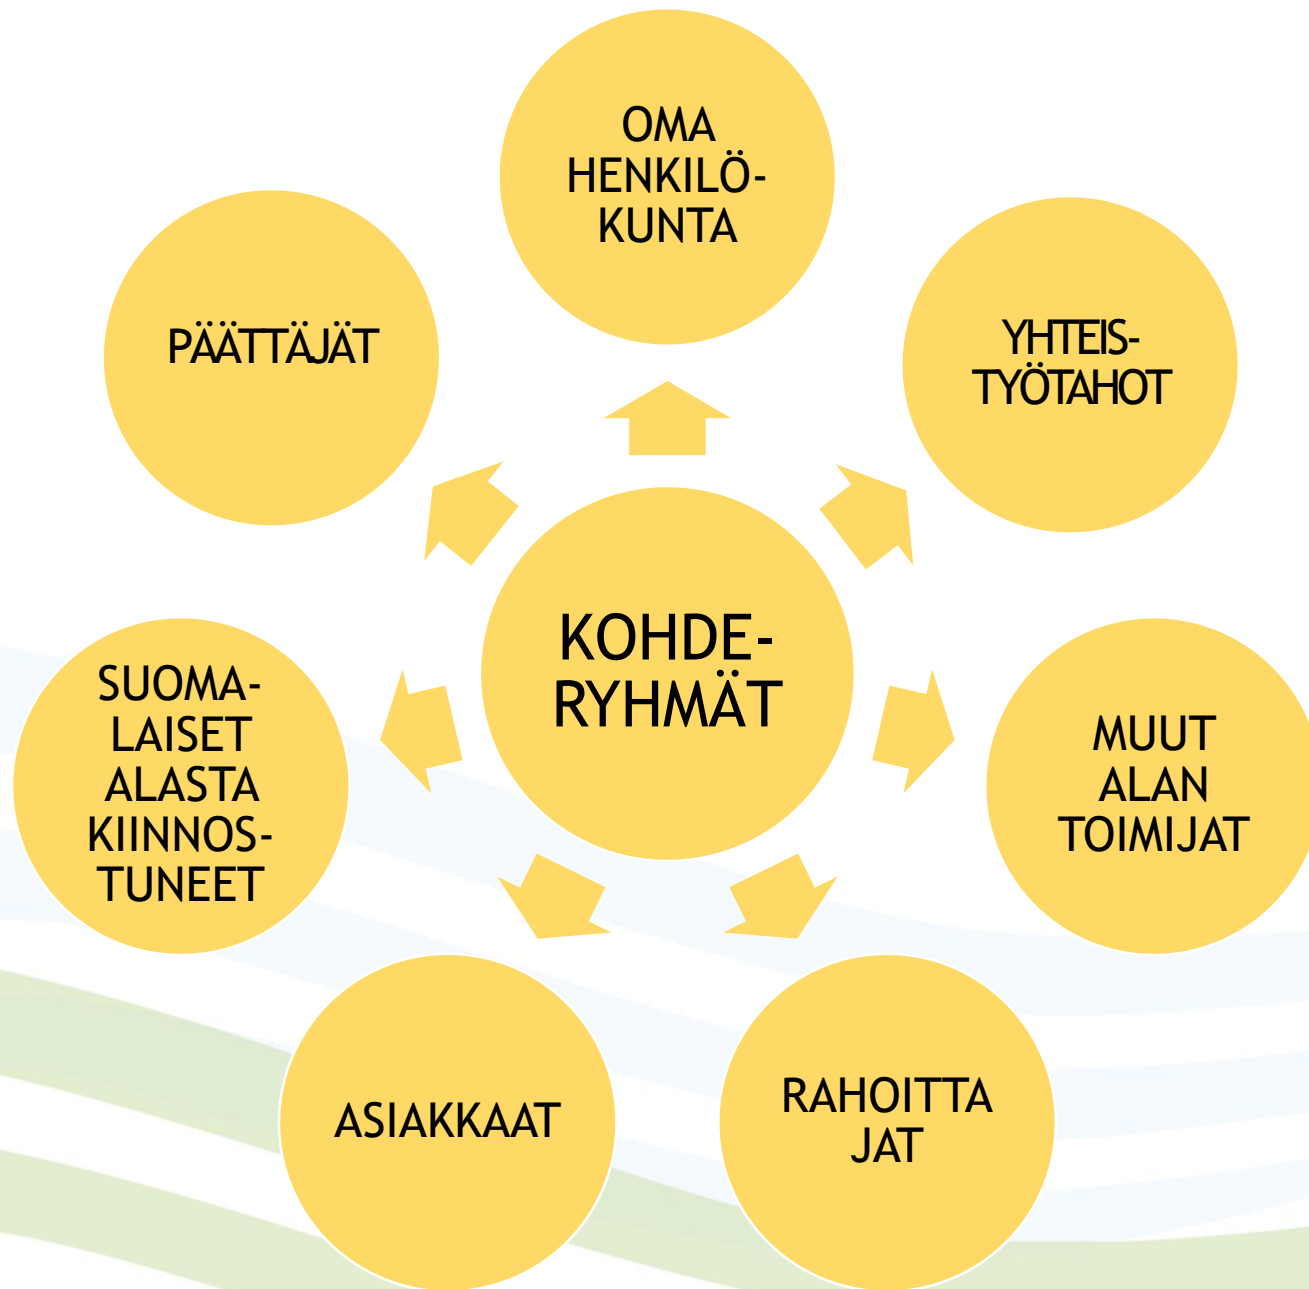 OMA
HENKILÖ-
KUNTA
PÄÄTTÄJÄT
YHTEIS-
TYÖTAHOT
KOHDE-
RYHMÄT
SUOMA-
LAISET
ALASTA
KIINNOS-
TUNEET
MUUT
ALAN
TOIMIJAT
ASIAKKAAT
RAHOITTA
JAT